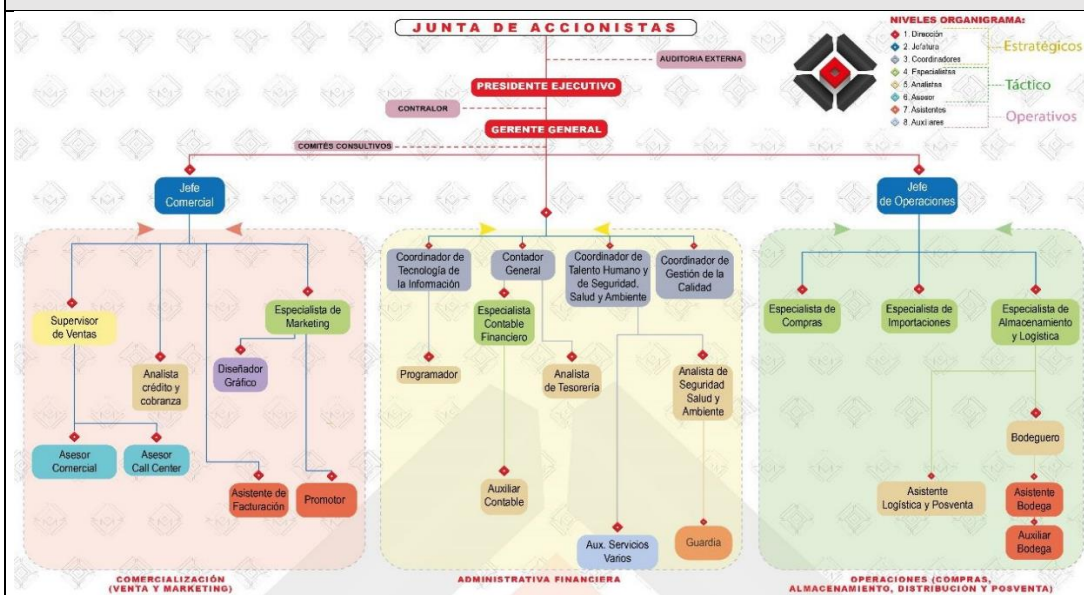 JUNTA DE ACCIONISTAS
AUDITORIA EXTERNA
PRESIDENTE EJECUTIVO
CONTRALOR
GERENTE GENERAL
COMITÉS CONSULTIVOS
NIVELES ORGANIGRAMA:
1. Dirección
2. Jefatura
3. Coordinadores
Estratégicos
4. Especialistas
5. Analistas
6. Asesor
Táctico
7. Asistentes
8. Auxiliares
Operativos
Jefe
Comercial
Supervisor
de Ventas
Especialista de
Marketing
Analista
crédito y
cobranza
Diseñador
Gráfico
Asesor
Comercial
Asesor
Call Center
Asistente de
Facturación
Promotor
COMERCIALIZACIÓN
(VENTA Y MARKETING)
Coordinador de
Tecnología de
la Información
Contador
General
Coordinador de
Talento Humano y
de Seguridad,
Salud y Ambiente
Coordinador de
Gestión de la
Calidad
Especialista
Contable
Financiero
Programador
Analista
de Tesorería
Analista de
Seguridad
Salud y
Ambiente
Auxiliar
Contable
Aux. Servicios
Varios
Guardia
ADMINISTRATIVA FINANCIERA
Jefe
de Operaciones
Especialista de
Compras
Especialista de
Importaciones
Especialista de
Almacenamiento
y Logística
Bodeguero
Asistente
Logística y Posventa
Asistente
Bodega
Auxiliar
Bodega
OPERACIONES (COMPRAS,
ALMACENAMIENTO, DISTRIBUCIÓN Y POSVENTA)